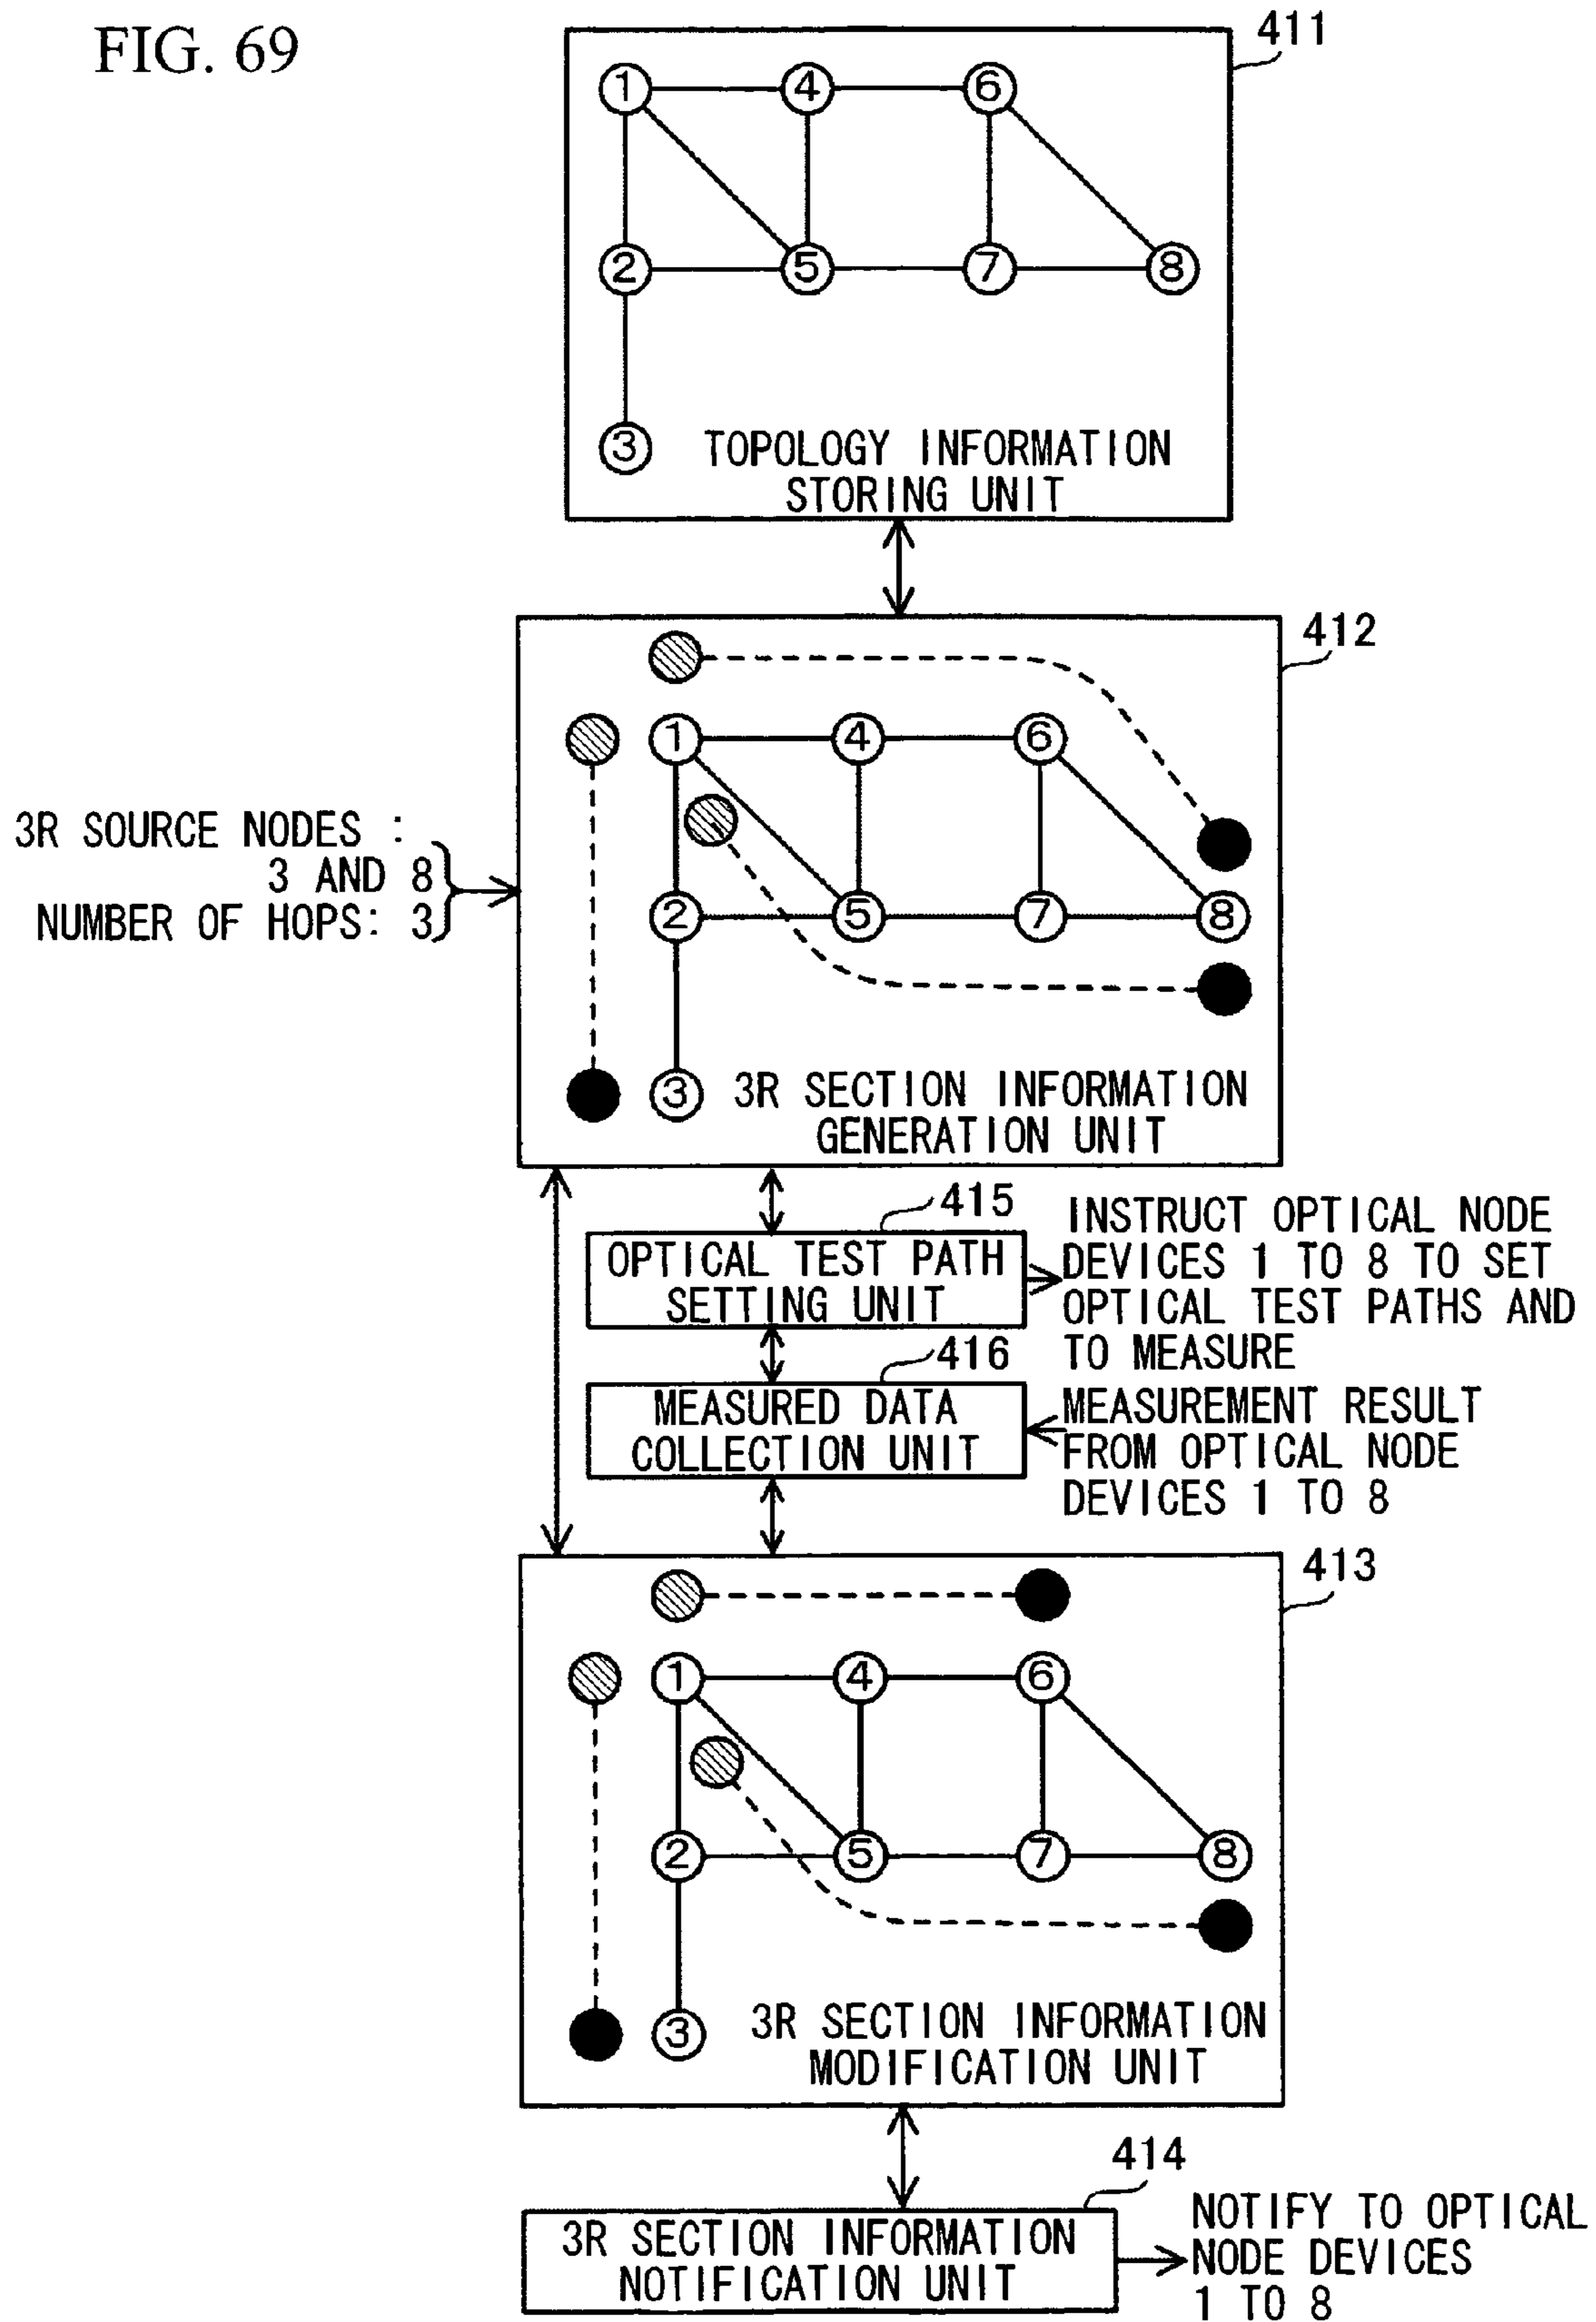 FIG. 69
411
1 4 6
2 5 7 8
3 TOPOLOGY INFORMATION
STORING UNIT
412
1 4 6
3R SOURCE NODES :
3 AND 8
NUMBER OF HOPS: 3
2 5 7 8
3 3R SECTION INFORMATION
GENERATION UNIT
415
OPTICAL TEST PATH
SETTING UNIT
INSTRUCT OPTICAL NODE
DEVICES 1 TO 8 TO SET
OPTICAL TEST PATHS AND
TO MEASURE
416
MEASURED DATA
COLLECTION UNIT
MEASUREMENT RESULT
FROM OPTICAL NODE
DEVICES 1 TO 8
413
1 4 6
2 5 7 8
3 3R SECTION INFORMATION
MODIFICATION UNIT
414
3R SECTION INFORMATION
NOTIFICATION UNIT
NOTIFY TO OPTICAL
NODE DEVICES
1 TO 8